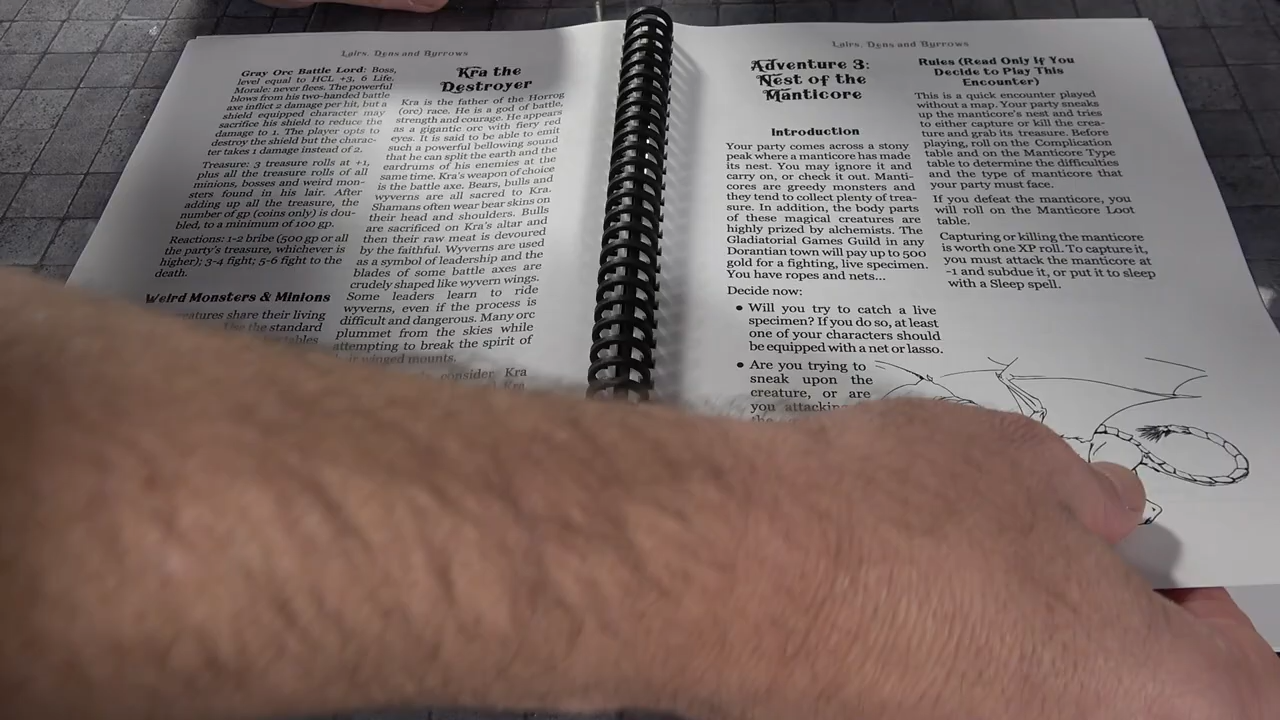 Lairs, Dens and Burrows
Gray Orc Battle Lord: Boss,
level equal to HCL +3, 6 Life.
Morale: never flees. The powerful
blows from his two-handed battle
axe inflict 2 damage per hit, but a
shield equipped character may
sacrifice his shield to reduce the
damage to 1. The player opts to
destroy the shield but the charac-
ter takes 1 damage instead of 2.
Treasure: 3 treasure rolls at +1,
plus all the treasure rolls of all
minions, bosses and weird mon-
sters found in his lair. After
adding up all the treasure, the
number of gp (coins only) is dou-
bled, to a minimum of 100 gp.
Reactions: 1-2 bribe (500 gp or all
the party's treasure, whichever is
higher); 3-4 fight; 5-6 fight to the
death.
Weird Monsters & Minions
creatures share their living
Use the standard
tables
Kra the
Destroyer
Kra is the father of the Horrog
(orc) race. He is a god of battle,
strength and courage. He appears
as a gigantic orc with fiery red
eyes. It is said to be able to emit
such a powerful bellowing sound
that he can split the earth and the
eardrums of his enemies at the
same time. Kra's weapon of choice
is the battle axe. Bears, bulls and
wyverns are all sacred to Kra.
Shamans often wear bear skins on
their head and shoulders. Bulls
are sacrificed on Kra's altar and
then their raw meat is devoured
by the faithful. Wyverns are used
as a symbol of leadership and the
blades of some battle axes are
crudely shaped like wyvern wings.
Some leaders learn to ride
wyverns, even if the process is
difficult and dangerous. Many orc
plummet from the skies while
attempting to break the spirit of
their winged mounts.
consider Kra
Kra
Lairs, Dens and Burrows
Adventure 3:
Nest of the
Manticore
Introduction
Your party comes across a stony
peak where a manticore has made
its nest. You may ignore it and
carry on, or check it out. Manti-
cores are greedy monsters and
they tend to collect plenty of trea-
sure. In addition, the body parts
of these magical creatures are
highly prized by alchemists. The
Gladiatorial Games Guild in any
Dorantian town will pay up to 500
gold for a fighting, live specimen.
You have ropes and nets...
Decide now:
• Will you try to catch a live
specimen? If you do so, at least
one of your characters should
be equipped with a net or lasso.
• Are you trying to
sneak upon the
creature, or are
you attacking
Rules (Read Only if You
Decide to Play This
Encounter)
This is a quick encounter played
without a map. Your party sneaks
up the manticore's nest and tries
to either capture or kill the crea-
ture and grab its treasure. Before
playing, roll on the Complication
table and on the Manticore Type
table to determine the difficulties
and the type of manticore that
your party must face.
If you defeat the manticore, you
will roll on the Manticore Loot
table.
Capturing or killing the manticore
is worth one XP roll. To capture it,
you must attack the manticore at
-1 and subdue it, or put it to sleep
with a Sleep spell.